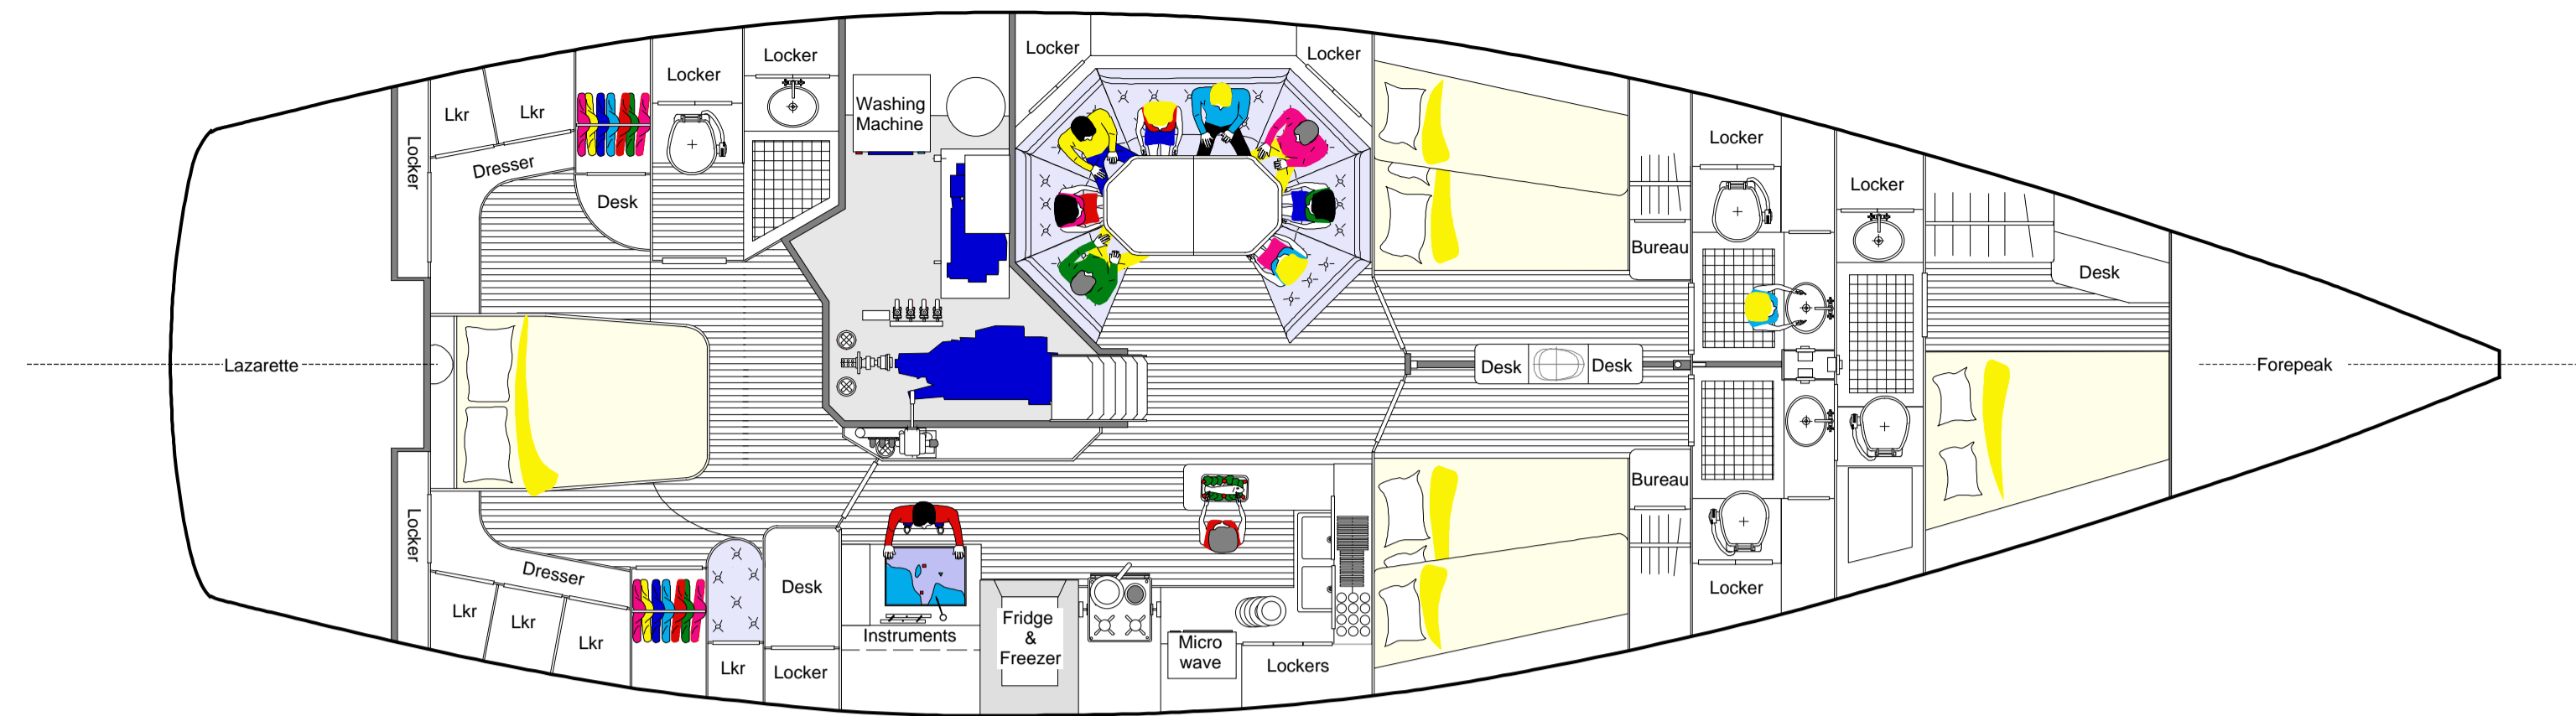 Locker
Locker
Locker
Locker
Lkr
Lkr
Washing
Machine
Locker
Dresser
Locker
Locker
Desk
Bureau
Desk
Lazarette
Desk
Desk
Forepeak
Bureau
Locker
Dresser
Desk
Locker
Lkr
Lkr
Lkr
Lkr
Locker
Instruments
Fridge
&
Freezer
Micro
wave
Lockers